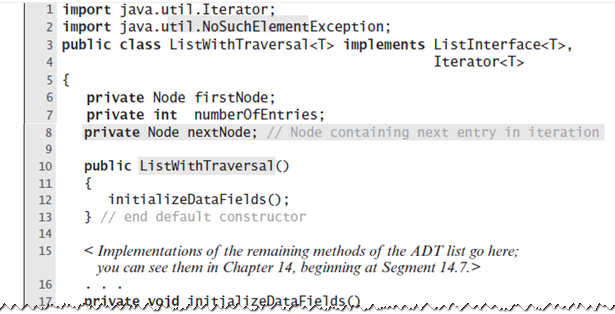 1 import java.util.Iterator;
2 import java.util.NoSuchElementException;
3 public class ListWithTraversal<T> implements ListInterface<T>,
4 Iterator<T>
5 {
6 private Node firstNode;
7 private int numberOfEntries;
8 private Node nextNode; // Node containing next entry in iteration
9
10 public ListWithTraversal()
11 {
12 initializeDataFields();
13 } // end default constructor
14
15 < Implementations of the remaining methods of the ADT list go here;
you can see them in Chapter 14, beginning at Segment 14.7.>
16 . . .
17 private void initializeDataFields()